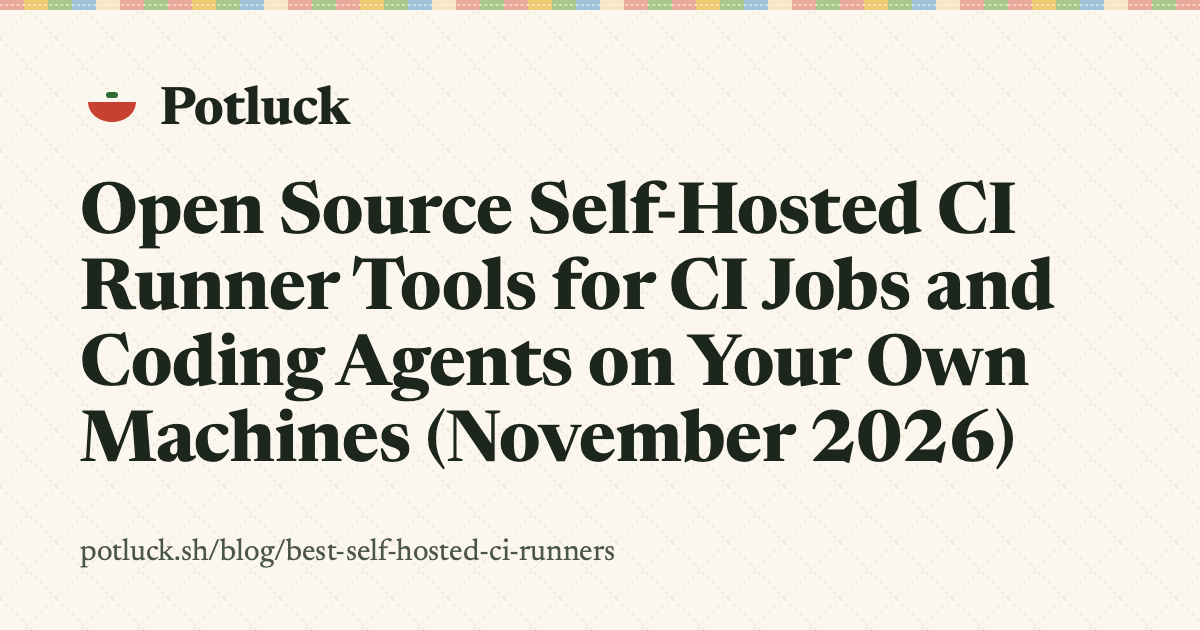 Potluck
Open Source Self-Hosted CI
Runner Tools for CI Jobs and
Coding Agents on Your Own
Machines (November 2026)
potluck.sh/blog/best-self-hosted-ci-runners